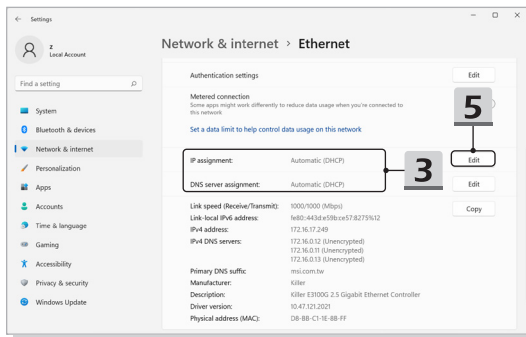 Settings
z
Local Account
Find a setting
System
Bluetooth & devices
Network & internet
Personalization
Apps
Accounts
Time & language
Gaming
Accessibility
Privacy & security
Windows Update
Network & internet > Ethernet
Authentication settings Edit
Metered connection
Some apps might work differently to reduce data usage when you're connected to
this network
5
Set a data limit to help control data usage on this network
IP assignment: Automatic (DHCP) Edit
3
DNS server assignment: Automatic (DHCP) Edit
Link speed (Receive/Transmit): 1000/1000 (Mbps) Copy
Link-local IPv6 address: fe80::443d:e59b:ce57:8275%12
IPv4 address: 172.16.17.249
IPv4 DNS servers: 172.16.0.12 (Unencrypted)
172.16.0.11 (Unencrypted)
172.16.0.13 (Unencrypted)
Primary DNS suffix: msi.com.tw
Manufacturer: Killer
Description: Killer E3100G 2.5 Gigabit Ethernet Controller
Driver version: 10.47.121.2021
Physical address (MAC): D8-BB-C1-1E-8B-FF